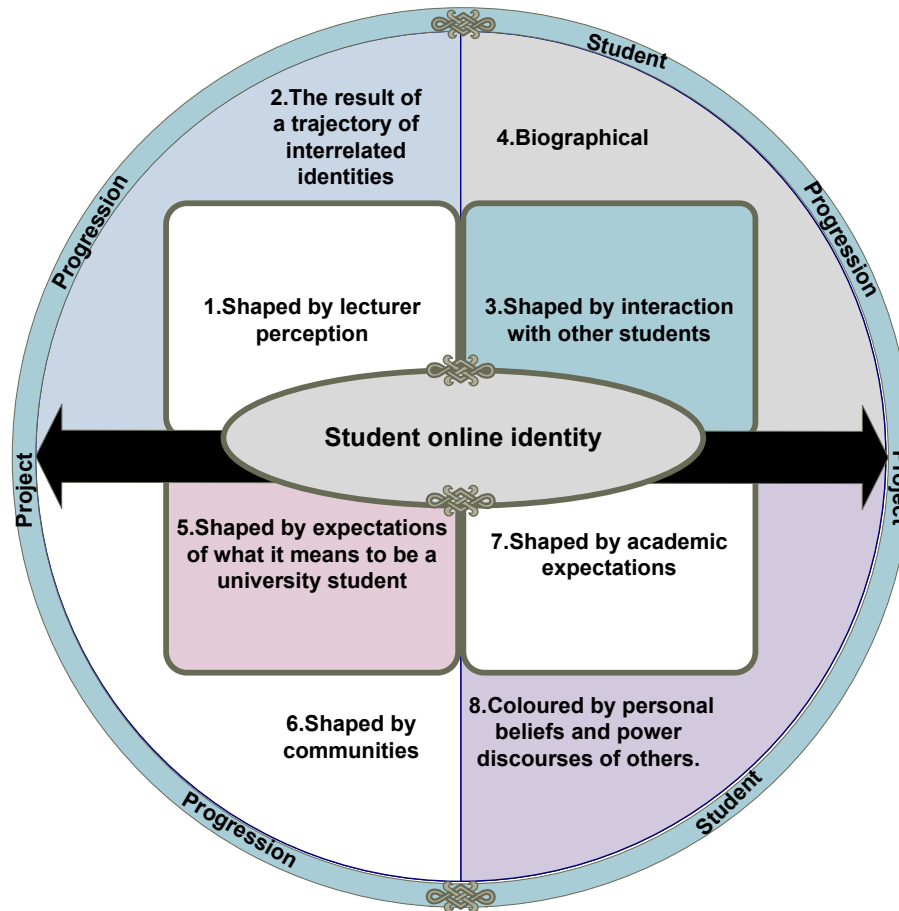 Student
Progression
Progression
2.The result of
a trajectory of
interrelated
identities
4.Biographical
1.Shaped by lecturer
perception
3.Shaped by interaction
with other students
Student online identity
Project
Project
5.Shaped by expectations
of what it means to be a
university student
7.Shaped by academic
expectations
6.Shaped by
communities
8.Coloured by personal
beliefs and power
discourses of others.
Progression
Student